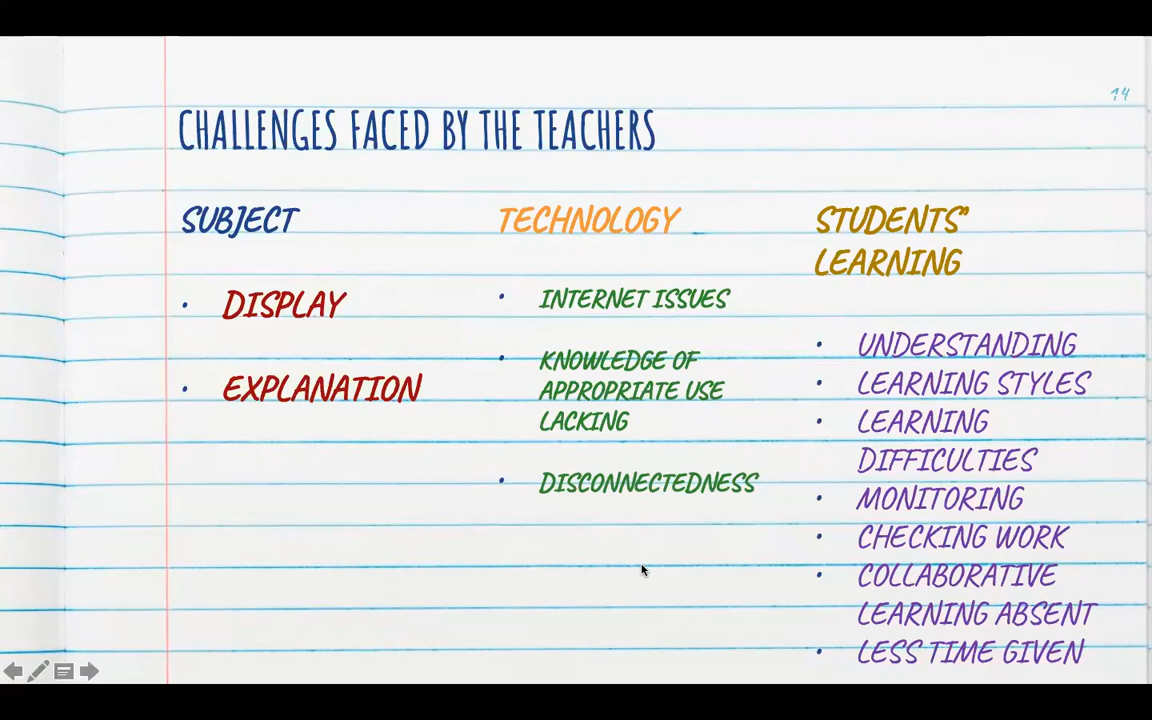 14
CHALLENGES FACED BY THE TEACHERS
SUBJECT
• DISPLAY
• EXPLANATION
TECHNOLOGY
• INTERNET ISSUES
• KNOWLEDGE OF
APPROPRIATE USE
LACKING
• DISCONNECTEDNESS
STUDENTS’
LEARNING
• UNDERSTANDING
• LEARNING STYLES
• LEARNING
DIFFICULTIES
• MONITORING
• CHECKING WORK
• COLLABORATIVE
LEARNING ABSENT
• LESS TIME GIVEN